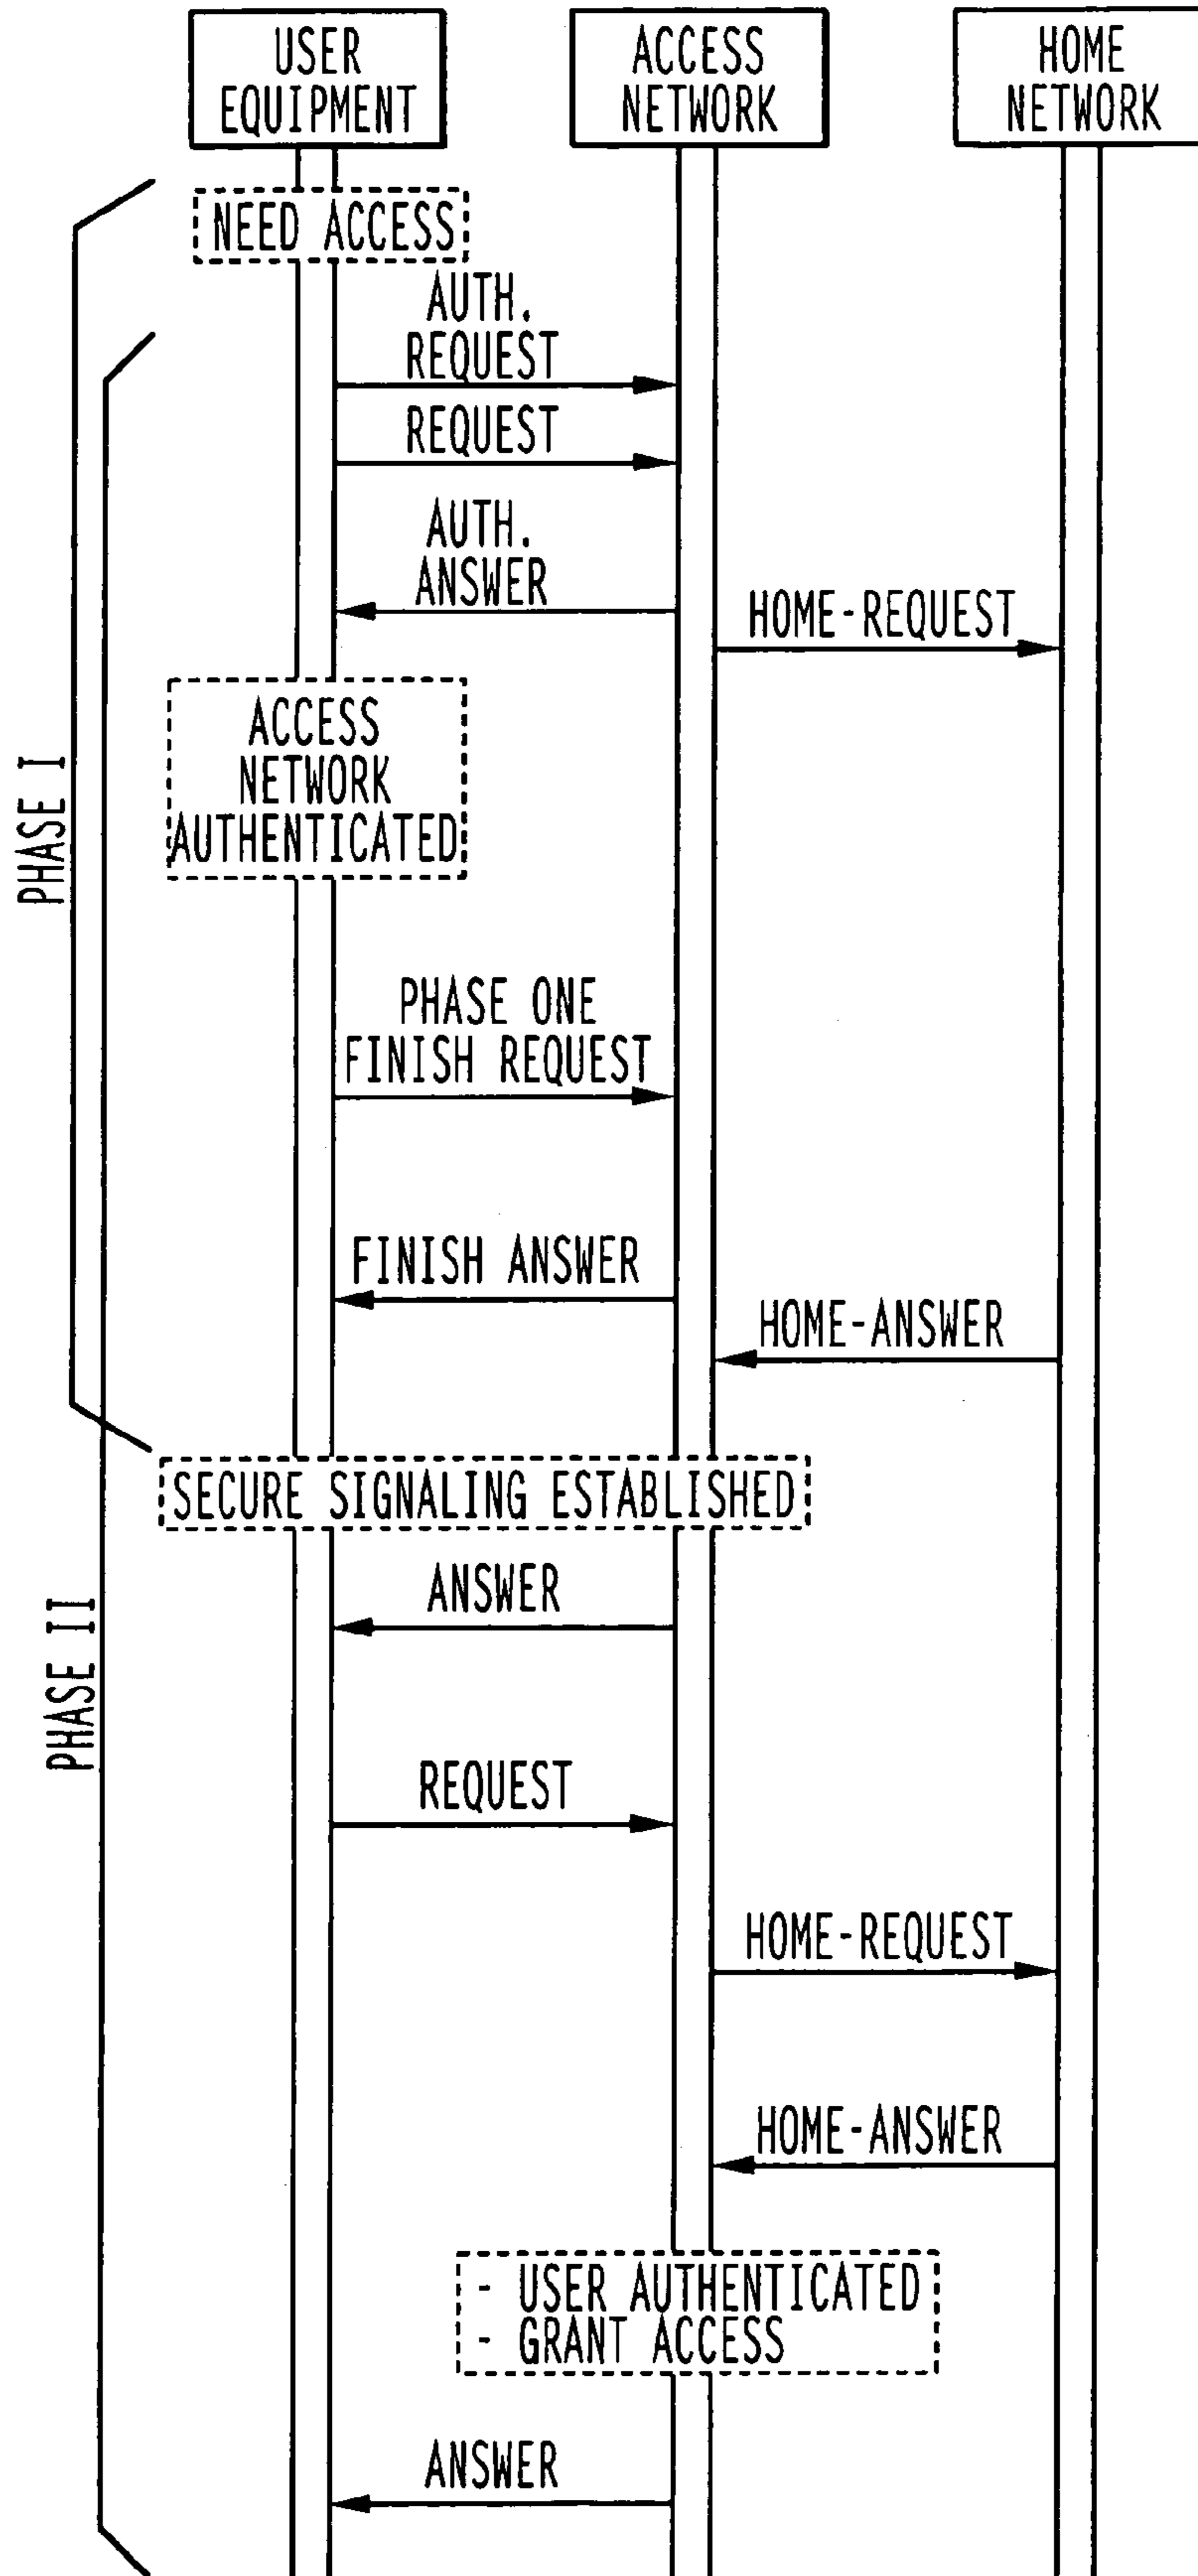 USER
EQUIPMENT
ACCESS
NETWORK
HOME
NETWORK
NEED ACCESS
AUTH.
REQUEST
REQUEST
AUTH.
ANSWER
HOME-REQUEST
ACCESS
NETWORK
AUTHENTICATED
PHASE I
PHASE ONE
FINISH REQUEST
FINISH ANSWER
HOME-ANSWER
SECURE SIGNALING ESTABLISHED
ANSWER
PHASE II
REQUEST
HOME-REQUEST
HOME-ANSWER
- USER AUTHENTICATED
- GRANT ACCESS
ANSWER